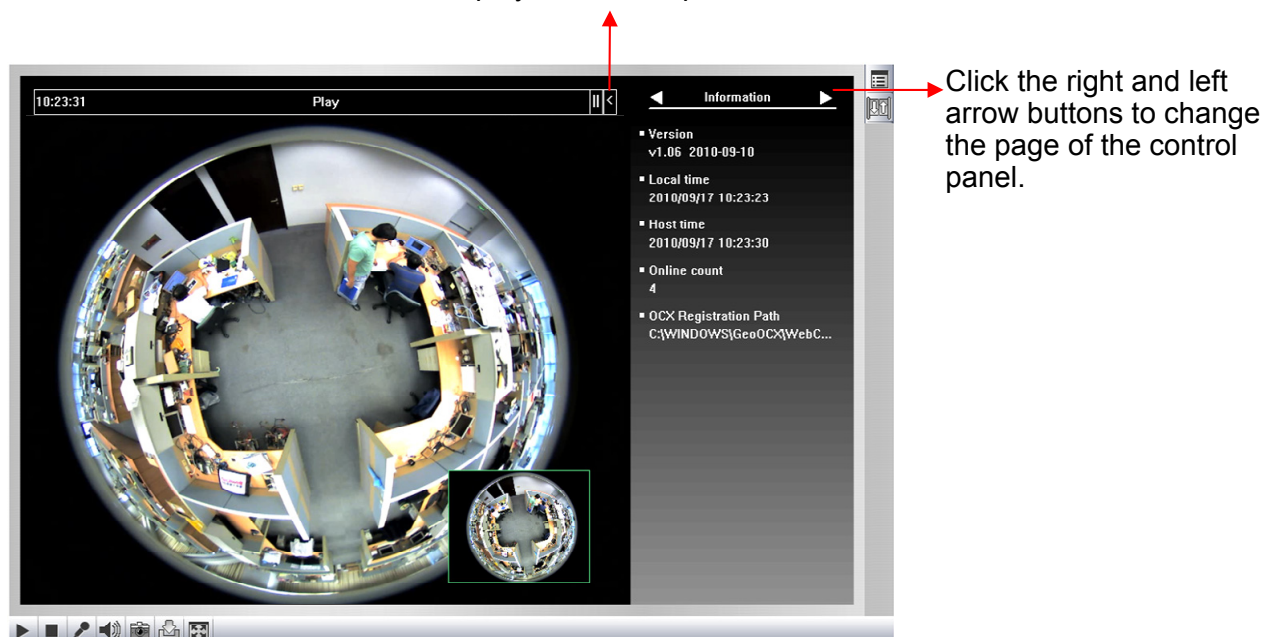 10:23:31 Play
Information
Version
v1.06 2010-09-10
Local time
2010/09/17 10:23:23
Host time
2010/09/17 10:23:30
Online count
4
OCX Registration Path
C:\WINDOWS\GeoOCX\WebC...
Click the right and left
arrow buttons to change
the page of the control
panel.